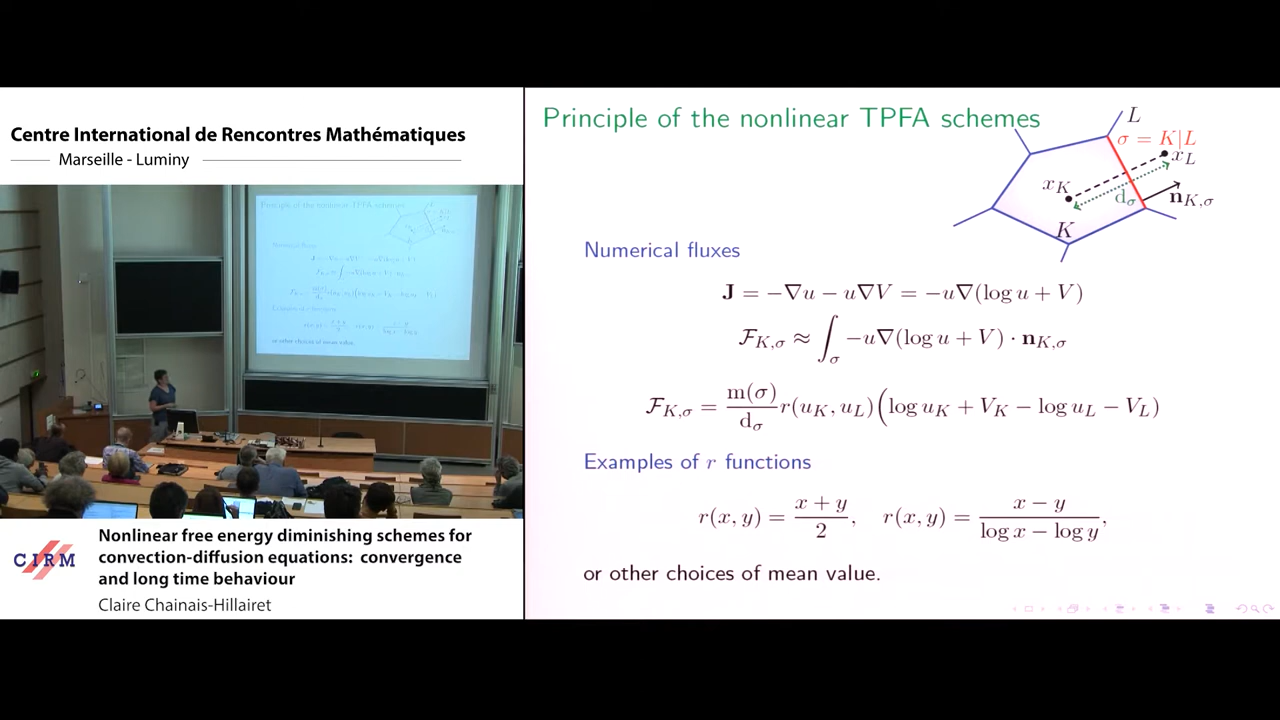 Centre International de Rencontres Mathématiques
Marseille - Luminy
CIRM
Nonlinear free energy diminishing schemes for
convection-diffusion equations: convergence
and long time behaviour
Claire Chainais-Hillairet
Principle of the nonlinear TPFA schemes
L
σ = K|L
x_L
x_K
d_σ
n_{K,σ}
K
Numerical fluxes
J = −∇u − u∇V = −u∇(log u + V)
F_{K,σ} ≈ ∫_σ −u∇(log u + V) · n_{K,σ}
F_{K,σ} = m(σ)/d_σ r(u_K, u_L)(log u_K + V_K − log u_L − V_L)
Examples of r functions
r(x, y) = (x + y)/2, r(x, y) = (x − y)/(log x − log y),
or other choices of mean value.